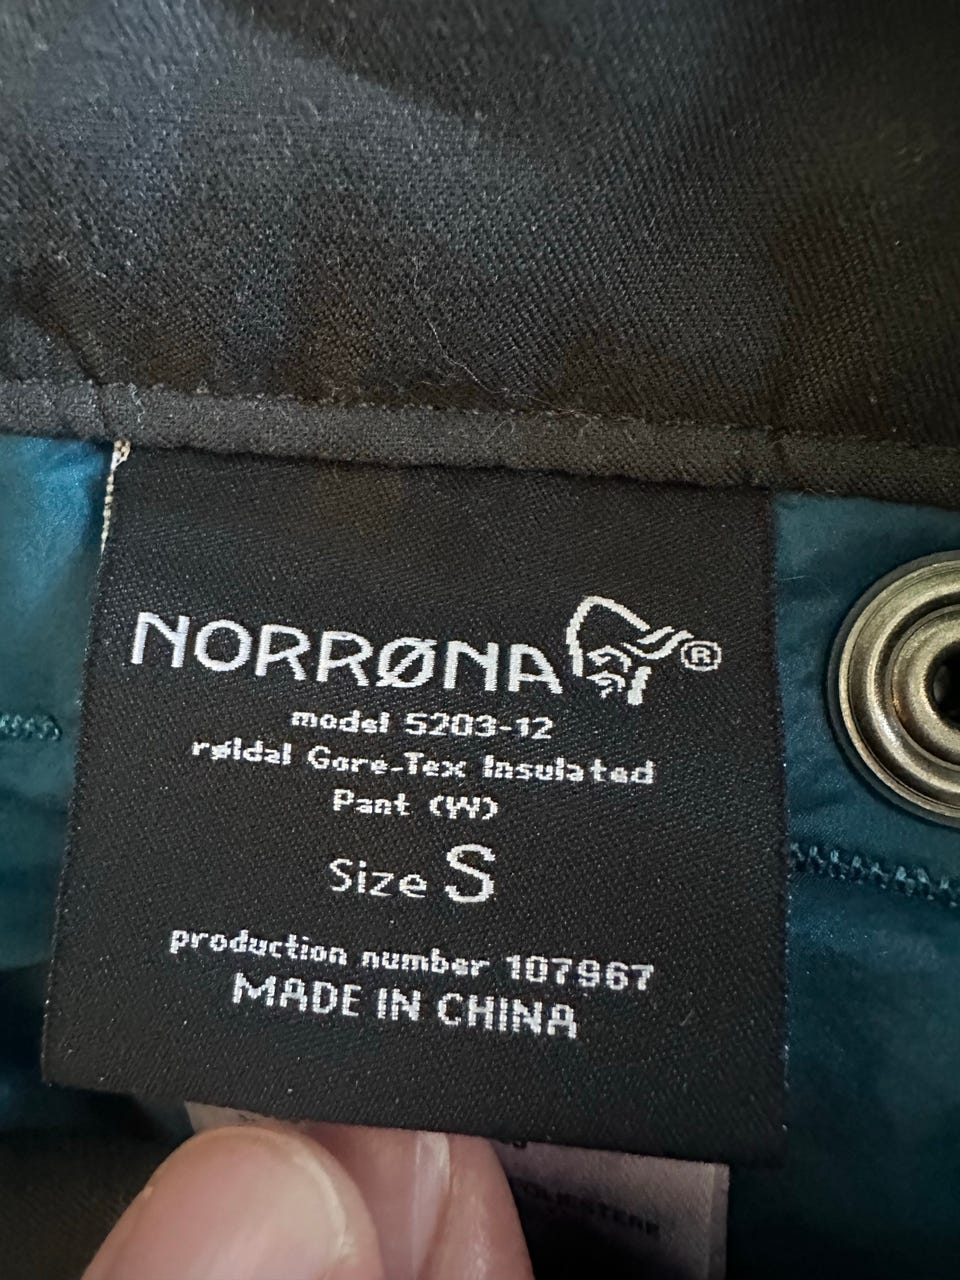 NORRØNA®
model 5203-12
røldal Gore-Tex Insulated
Pant (W)
Size S
production number 107967
MADE IN CHINA